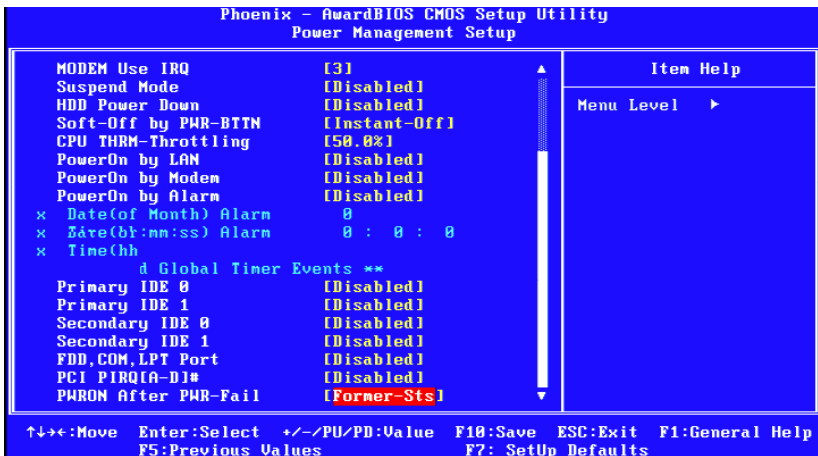 Phoenix - AwardBIOS CMOS Setup Utility
Power Management Setup
MODEM Use IRQ [3]
Suspend Mode [Disabled]
HDD Power Down [Disabled]
Soft-Off by PWR-BTTN [Instant-Off]
CPU THRM-Throttling [50.0%]
PowerOn by LAN [Disabled]
PowerOn by Modem [Disabled]
PowerOn by Alarm [Disabled]
x Date(of Month) Alarm 0
x :mm:ss) Alarm 0 : 0 : 0
x Time(hh
d Global Timer Events **
Primary IDE 0 [Disabled]
Primary IDE 1 [Disabled]
Secondary IDE 0 [Disabled]
Secondary IDE 1 [Disabled]
FDD,COM,LPT Port [Disabled]
PCI PIRQ[A-D]# [Disabled]
PWRON After PWR-Fail [Former-Sts]
Item Help
Menu Level ►
↑↓→←:Move Enter:Select +/-/PU/PD:Value F10:Save ESC:Exit F1:General Help
F5:Previous Values F7: SetUp Defaults